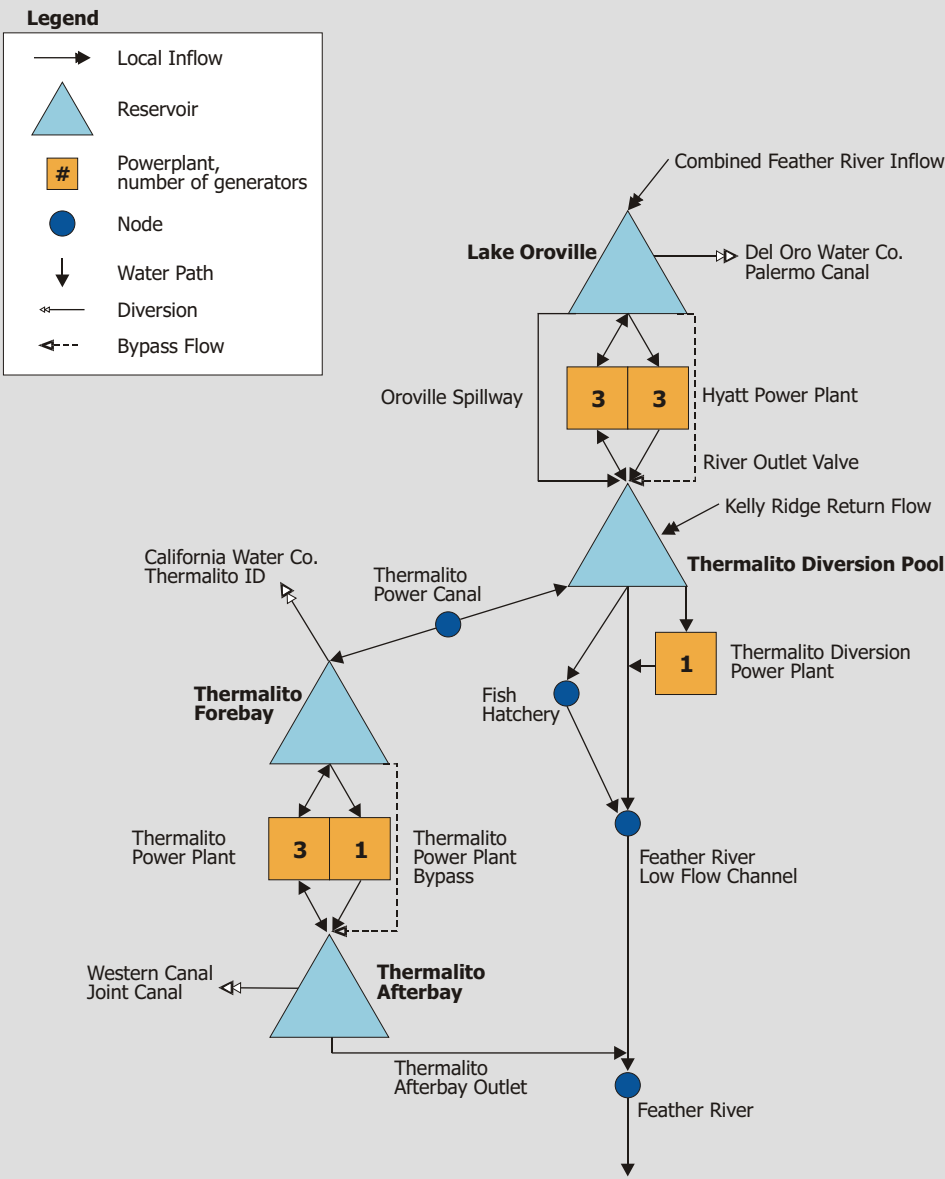 Legend
Local Inflow
Reservoir
#
Powerplant,
number of generators
Node
Water Path
Diversion
Bypass Flow
Combined Feather River Inflow
Lake Oroville
Del Oro Water Co.
Palermo Canal
Oroville Spillway
3
3
Hyatt Power Plant
River Outlet Valve
Kelly Ridge Return Flow
Thermalito Diversion Pool
California Water Co.
Thermalito ID
Thermalito
Power Canal
1
Thermalito Diversion
Power Plant
Thermalito
Forebay
Fish
Hatchery
Thermalito
Power Plant
3
1
Thermalito
Power Plant
Bypass
Feather River
Low Flow Channel
Western Canal
Joint Canal
Thermalito
Afterbay
Thermalito
Afterbay Outlet
Feather River